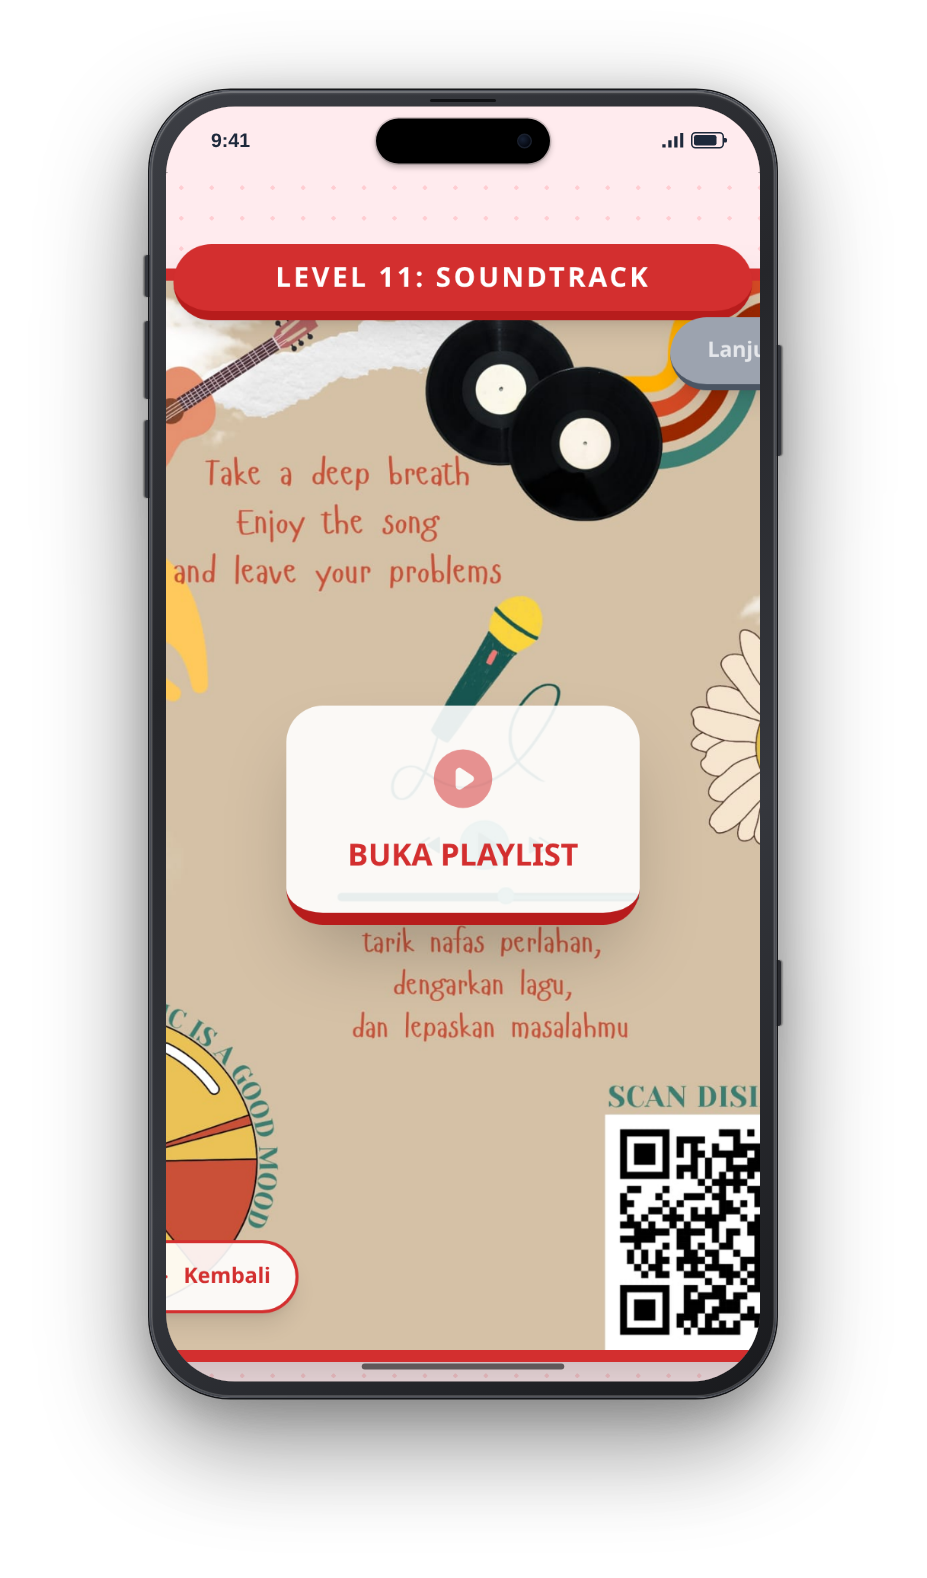 9:41
LEVEL 11: SOUNDTRACK
Lanju
Take a deep breath
Enjoy the song
and leave your problems
BUKA PLAYLIST
tarik nafas perlahan,
dengarkan lagu,
dan lepaskan masalahmu
IC IS A GOOD MOOD
SCAN DISI
Kembali